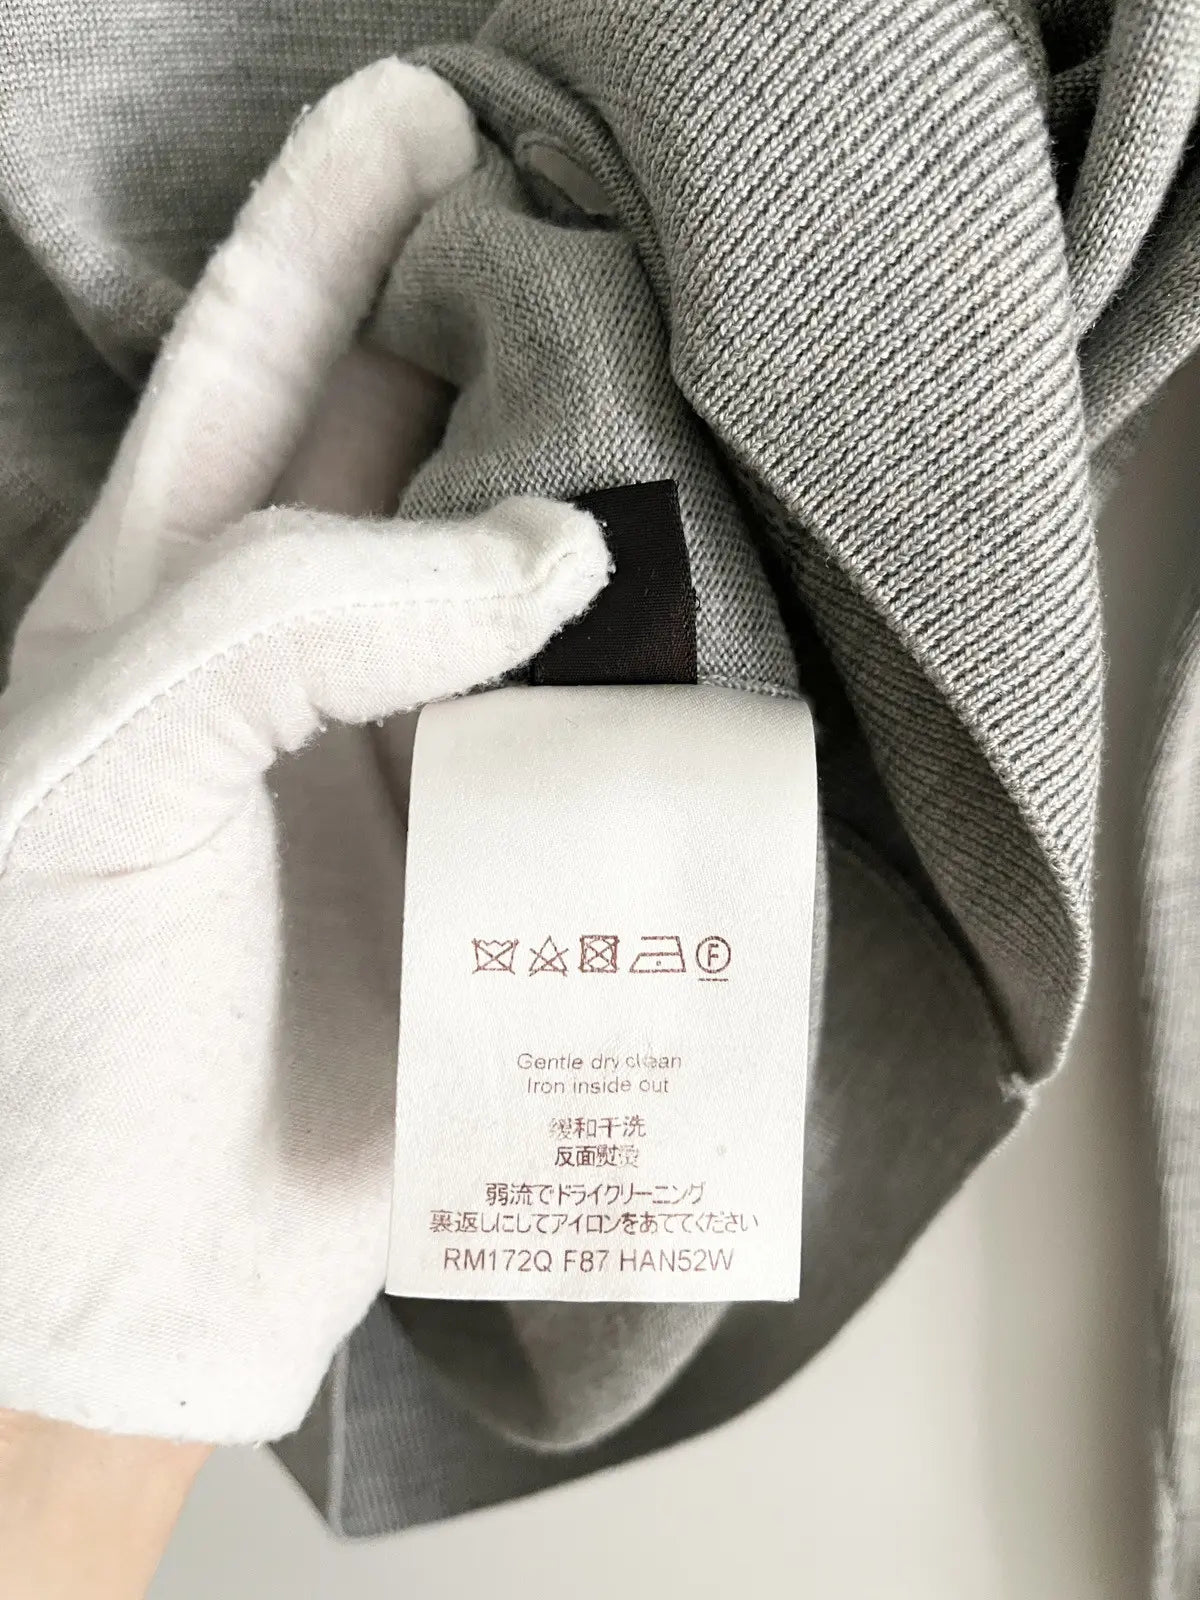 F
Gentle dry clean
Iron inside out
缓和干洗
反面熨烫
弱流でドライクリーニング
裏返しにしてアイロンをあててください
RM172Q F87 HAN52W